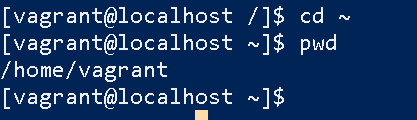 [vagrant@localhost /]$ cd ~
[vagrant@localhost ~]$ pwd
/home/vagrant
[vagrant@localhost ~]$